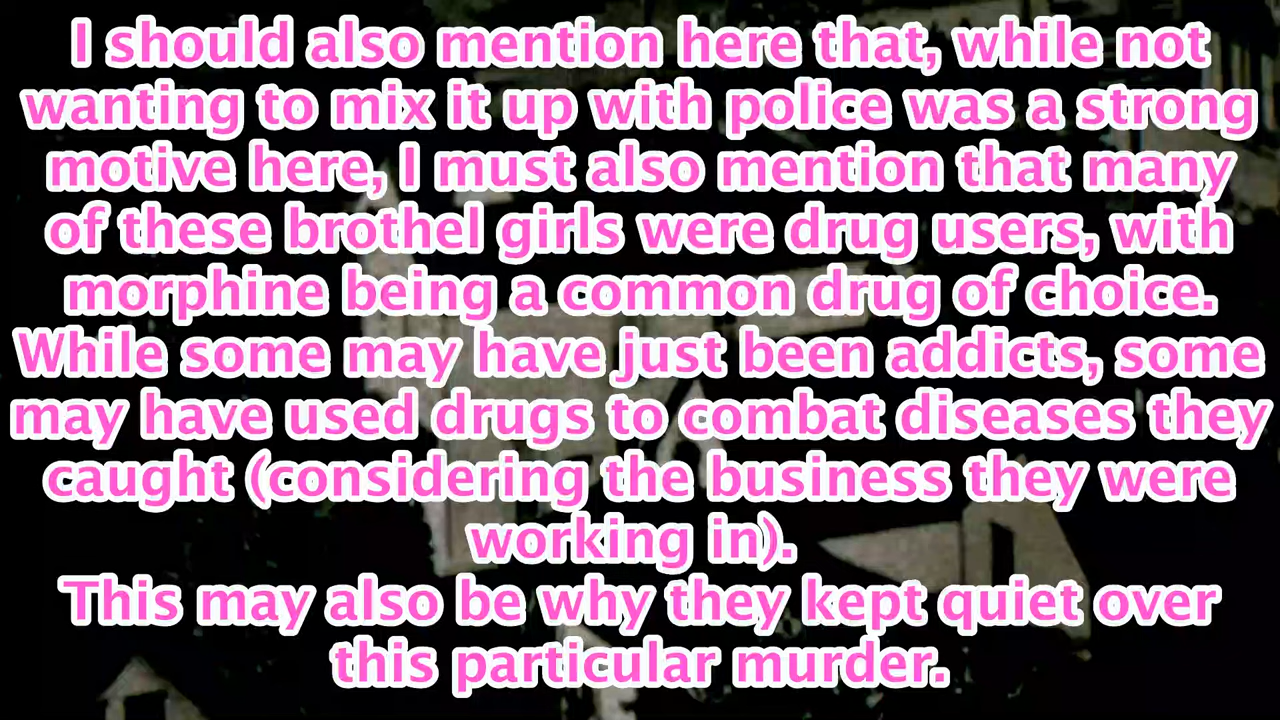 I should also mention here that, while not
wanting to mix it up with police was a strong
motive here, I must also mention that many
of these brothel girls were drug users, with
morphine being a common drug of choice.
While some may have just been addicts, some
may have used drugs to combat diseases they
caught (considering the business they were
working in).
This may also be why they kept quiet over
this particular murder.